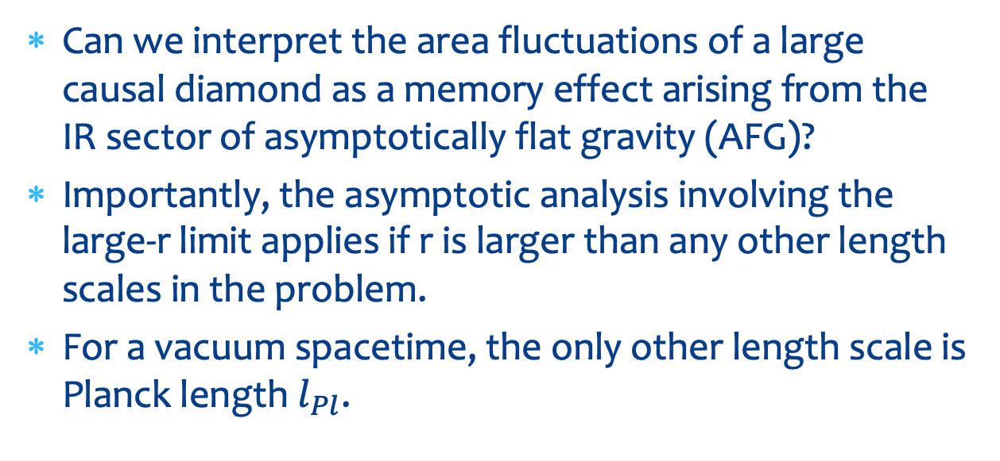 * Can we interpret the area fluctuations of a large
causal diamond as a memory effect arising from the
IR sector of asymptotically flat gravity (AFG)?
* Importantly, the asymptotic analysis involving the
large-r limit applies if r is larger than any other length
scales in the problem.
* For a vacuum spacetime, the only other length scale is
Planck length $l_{Pl}$.